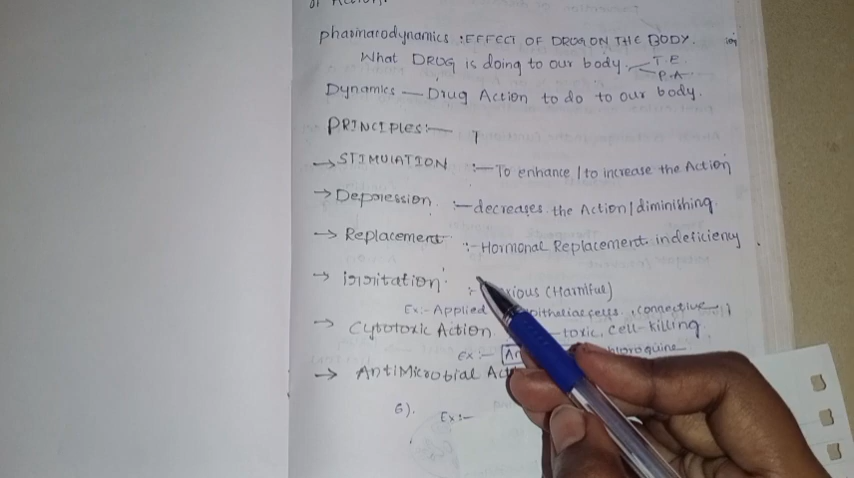 of Action.
Pharmacodynamics :EFFECT OF DRUG ON THE BODY.
What DRUG is doing to our body. T.E.
P.A
Dynamics — Drug Action to do to our body.
PRINCIPles:—
→ STIMULATION :— To enhance / to increase the Action
→ Depression :— decreases the Action / diminishing.
→ Replacement :- Hormonal Replacement in deficiency.
→ irritation :- (Harmful)
Ex:- Applied cells, connective
→ Cytotoxic Action — toxic, cell-killing
Ex :-
→ AntiMicrobial
6). Ex:-